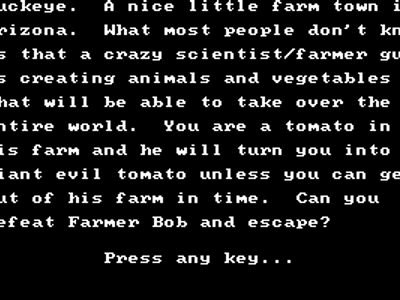 uckeye. A nice little farm town i
rizona. What most people don't kn
s that a crazy scientist/farmer gu
s creating animals and vegetables
hat will be able to take over the
ntire world. You are a tomato in
is farm and he will turn you into
iant evil tomato unless you can ge
ut of his farm in time. Can you
efeat Farmer Bob and escape?
Press any key...